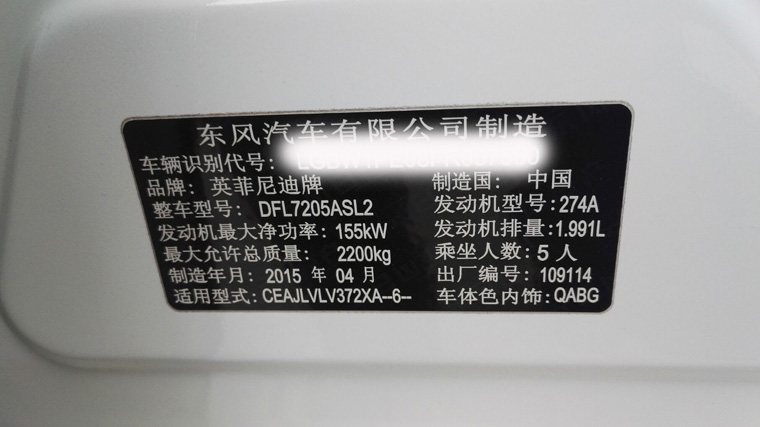 东风汽车有限公司制造
车辆识别代号:
品牌: 英菲尼迪牌 制造国: 中国
整车型号: DFL7205ASL2 发动机型号:274A
发动机最大净功率: 155kW 发动机排量:1.991L
最大允许总质量: 2200kg 乘坐人数: 5 人
制造年月: 2015 年 04 月 出厂编号: 109114
适用型式: CEAJLVLV372XA--6-- 车体色内饰: QABG